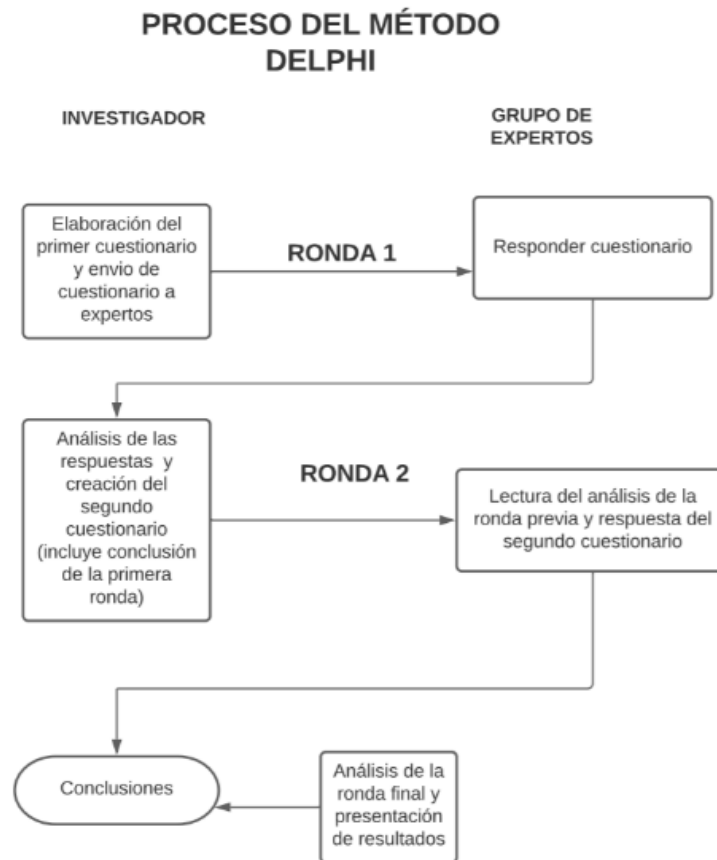 PROCESO DEL MÉTODO
DELPHI
INVESTIGADOR
GRUPO DE
EXPERTOS
Elaboración del
primer cuestionario
y envio de
cuestionario a
expertos
RONDA 1
Responder cuestionario
Análisis de las
respuestas y
creación del
segundo
cuestionario
(incluye conclusión
de la primera
ronda)
RONDA 2
Lectura del análisis de la
ronda previa y respuesta del
segundo cuestionario
Conclusiones
Análisis de la
ronda final y
presentación
de resultados